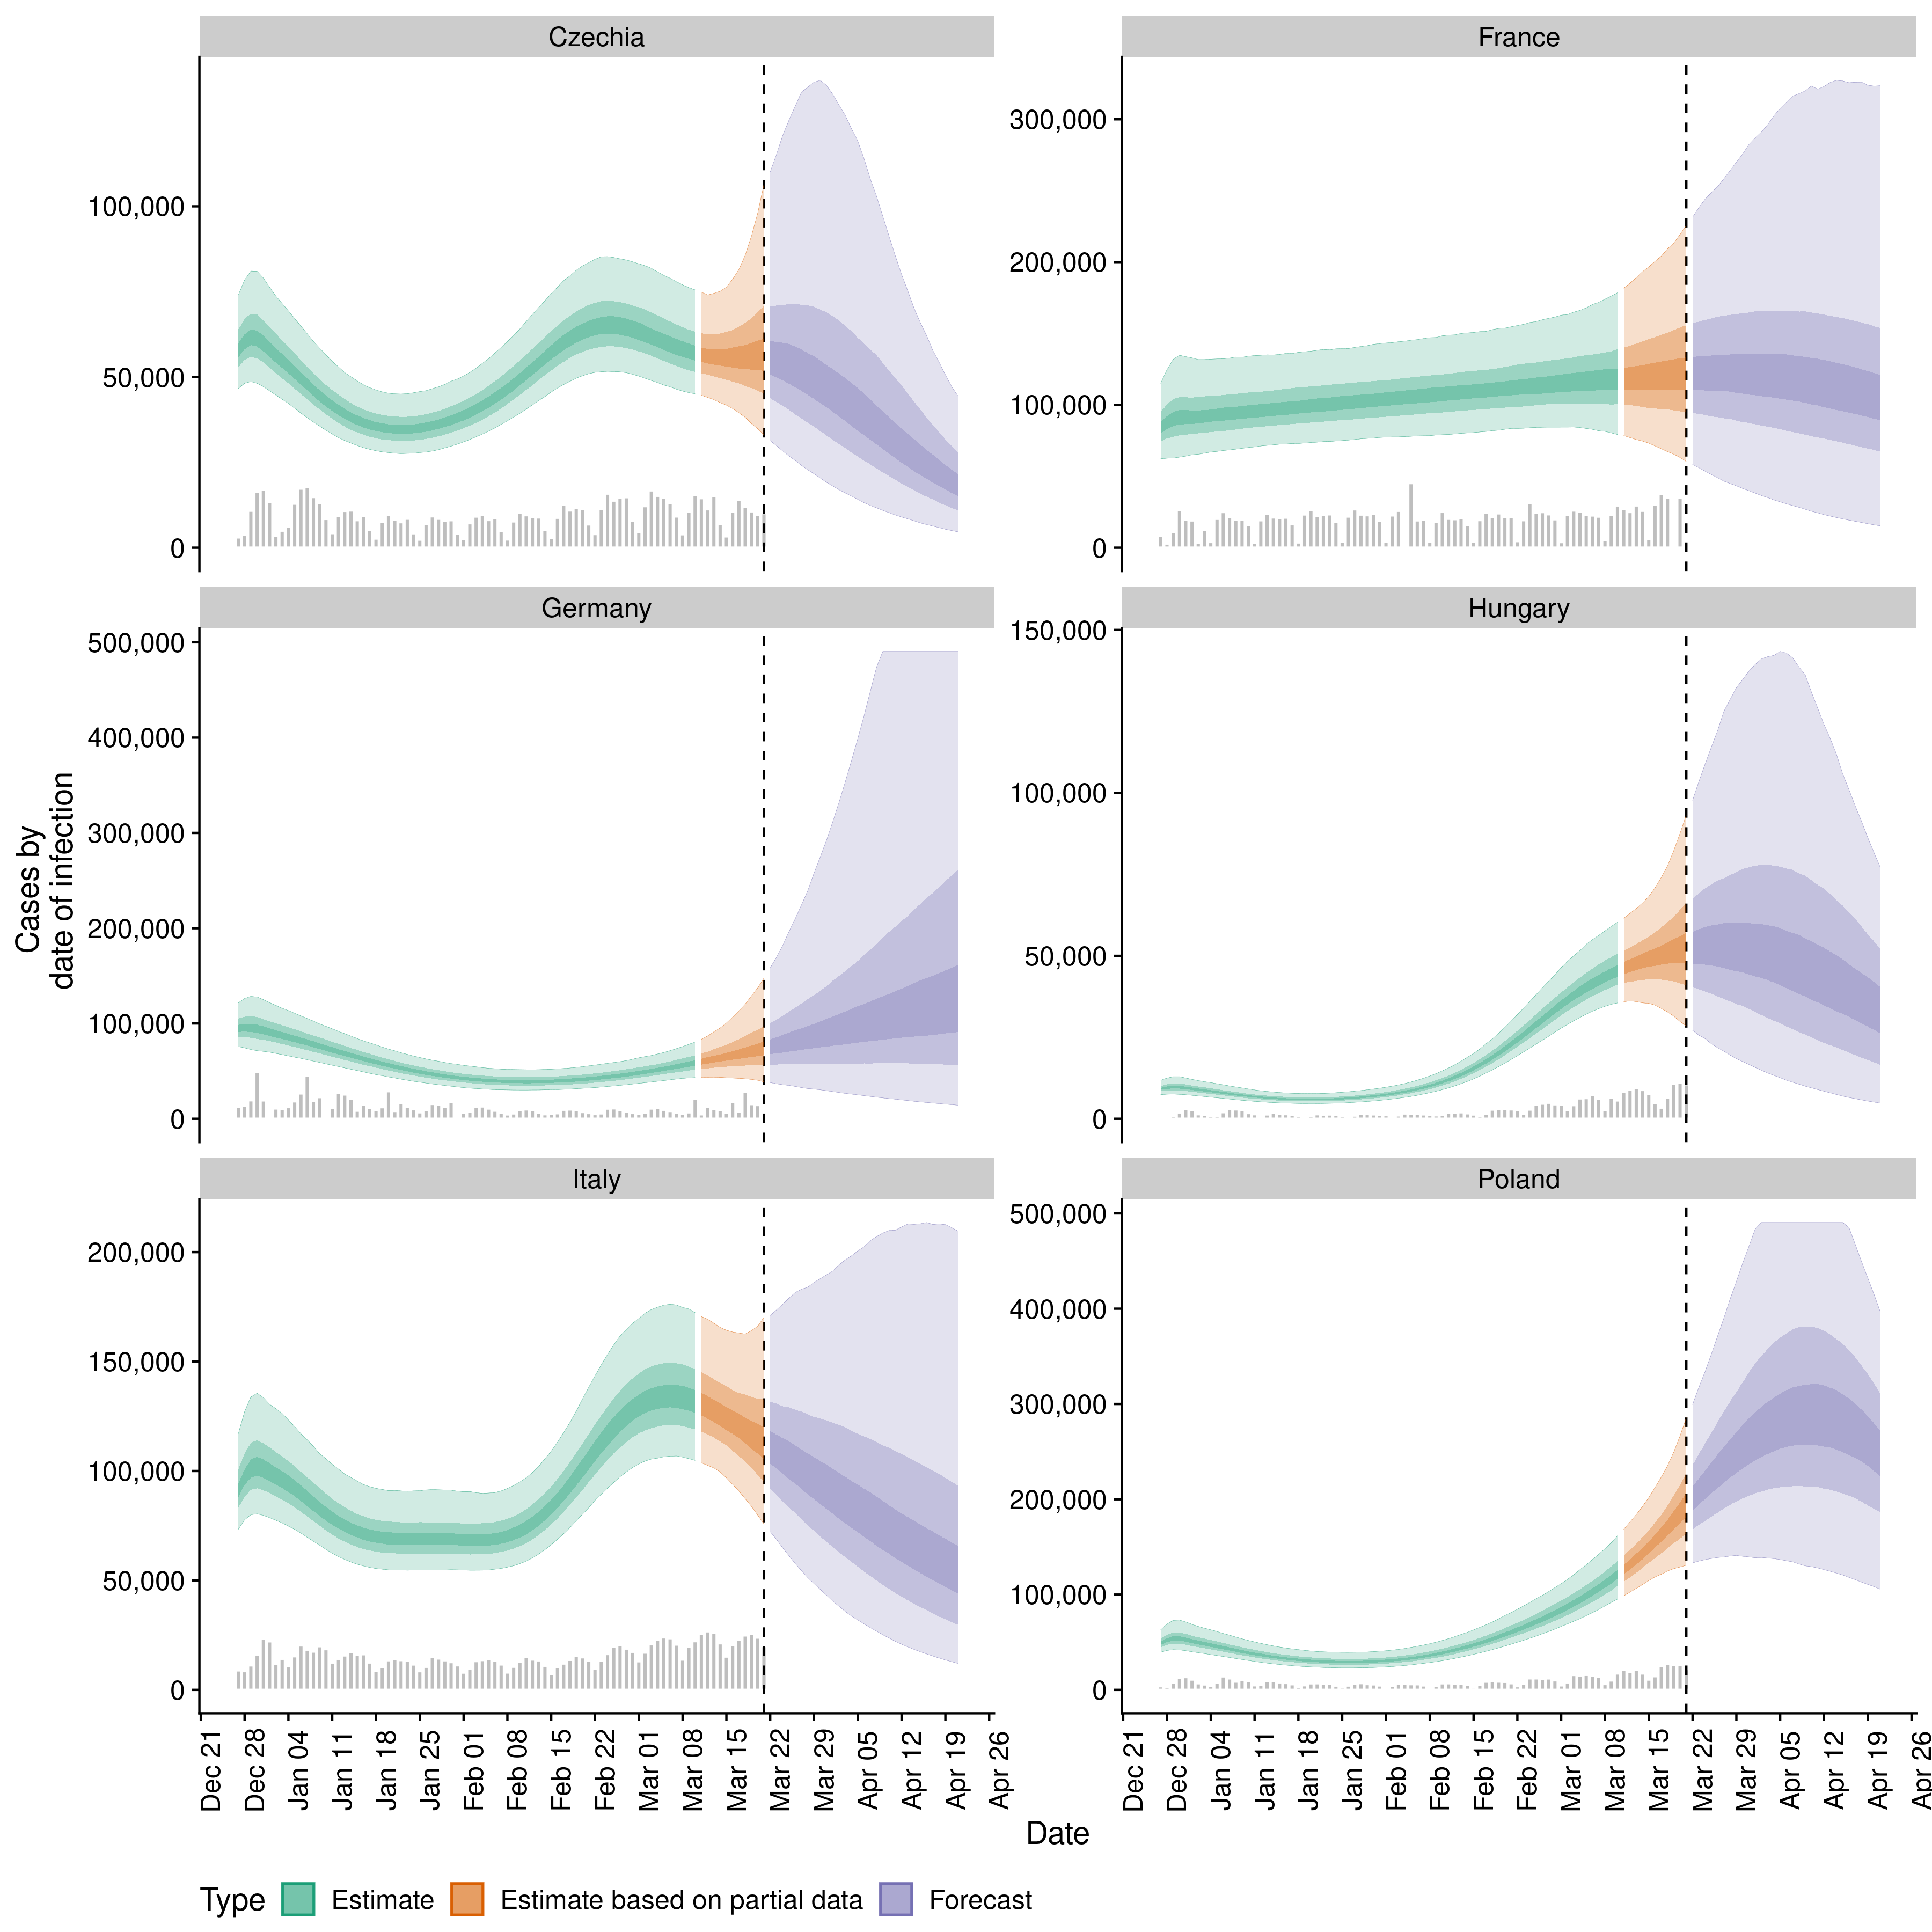 Czechia
France
100,000
50,000
0
300,000
200,000
100,000
0
Germany
Hungary
500,000
400,000
300,000
200,000
100,000
0
150,000
100,000
50,000
0
Cases by
date of infection
Italy
Poland
200,000
150,000
100,000
50,000
0
500,000
400,000
300,000
200,000
100,000
0
Dec 21
Dec 28
Jan 04
Jan 11
Jan 18
Jan 25
Feb 01
Feb 08
Feb 15
Feb 22
Mar 01
Mar 08
Mar 15
Mar 22
Mar 29
Apr 05
Apr 12
Apr 19
Apr 26
Dec 21
Dec 28
Jan 04
Jan 11
Jan 18
Jan 25
Feb 01
Feb 08
Feb 15
Feb 22
Mar 01
Mar 08
Mar 15
Mar 22
Mar 29
Apr 05
Apr 12
Apr 19
Apr 26
Date
Type Estimate Estimate based on partial data Forecast